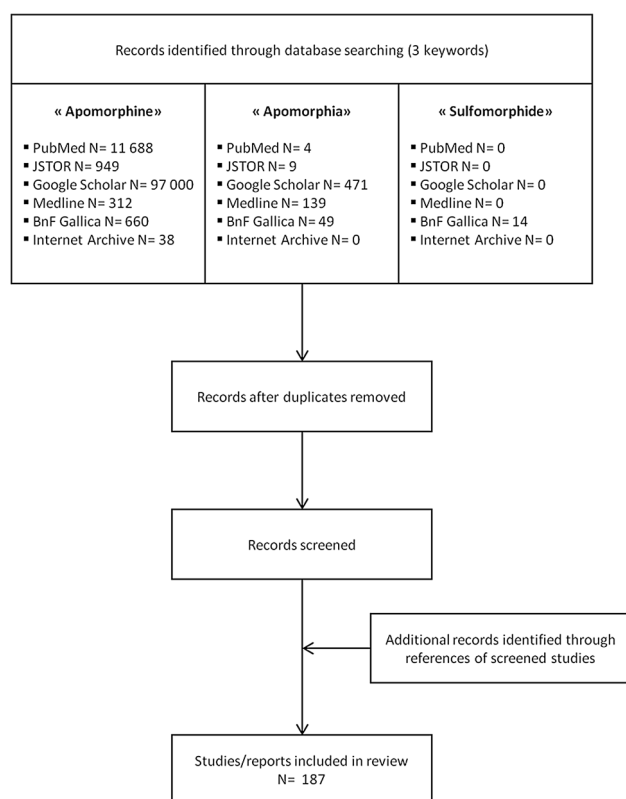 Records identified through database searching (3 keywords)
« Apomorphine»
▪ PubMed N= 11 688
▪ JSTOR N= 949
▪ Google Scholar N= 97 000
▪ Medline N= 312
▪ BnF Gallica N= 660
▪ Internet Archive N= 38
« Apomorphia»
▪ PubMed N= 4
▪ JSTOR N= 9
▪ Google Scholar N= 471
▪ Medline N= 139
▪ BnF Gallica N= 49
▪ Internet Archive N= 0
« Sulfomorphide»
▪ PubMed N= 0
▪ JSTOR N= 0
▪ Google Scholar N= 0
▪ Medline N= 0
▪ BnF Gallica N= 14
▪ Internet Archive N= 0
Records after duplicates removed
Records screened
Additional records identified through
references of screened studies
Studies/reports included in review
N= 187